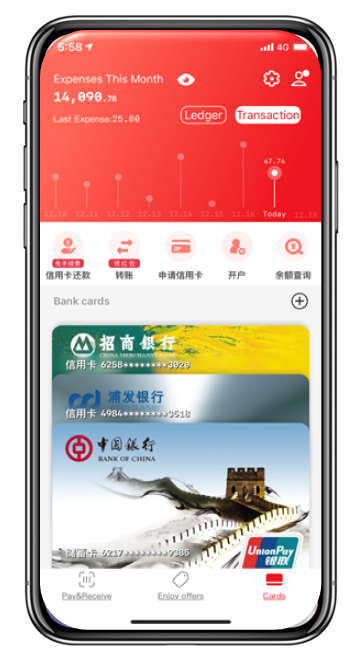 5:58
4G
Expenses This Month
14,090.78
Last Expense:25.00
Ledger
Transaction
67.74
12.10 12.11 12.12 12.13 12.14 12.15 12.16 Today 12.18
免手续费
领红包
信用卡还款 转账 申请信用卡 开户 余额查询
Bank cards
招商银行
CHINA MERCHANTS BANK
信用卡 6258********3020
浦发银行
信用卡 4984********3518
中国银行
BANK OF CHINA
6217********9385
UnionPay
银联
Pay&Receive
Enjoy offers
Cards